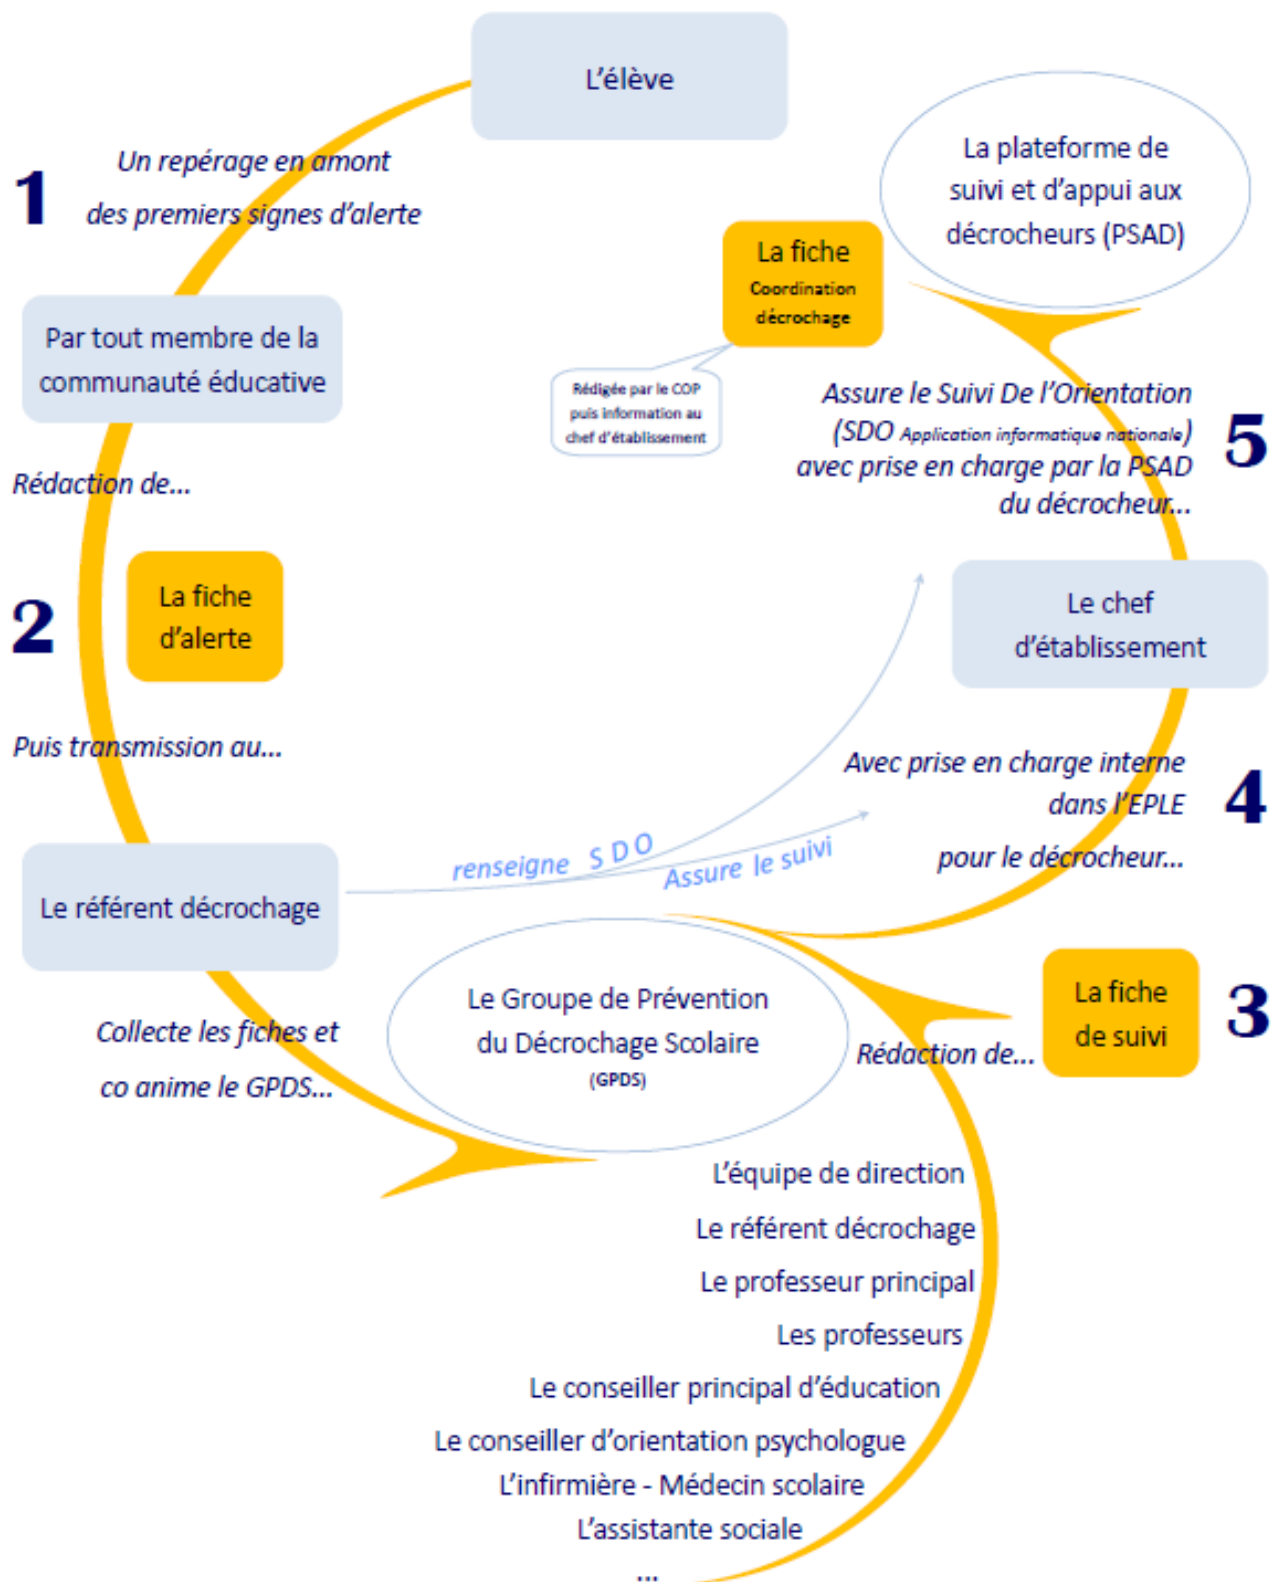 L'élève
1
Un repérage en amont
des premiers signes d'alerte
Par tout membre de la
communauté éducative
Rédaction de...
2
La fiche
d'alerte
Puis transmission au...
Le référent décrochage
renseigne SDO
Assure le suivi
Collecte les fiches et
co anime le GPDS...
Le Groupe de Prévention
du Décrochage Scolaire
(GPDS)
Rédaction de...
La fiche
de suivi
3
L'équipe de direction
Le référent décrochage
Le professeur principal
Les professeurs
Le conseiller principal d'éducation
Le conseiller d'orientation psychologue
L'infirmière - Médecin scolaire
L'assistante sociale
...
Avec prise en charge interne
dans l'EPLE
pour le décrocheur...
4
Le chef
d'établissement
Assure le Suivi De l'Orientation
(SDO Application informatique nationale)
avec prise en charge par la PSAD
du décrocheur...
5
La fiche
Coordination
décrochage
Rédigée par le COP
puis information au
chef d'établissement
La plateforme de
suivi et d'appui aux
décrocheurs (PSAD)